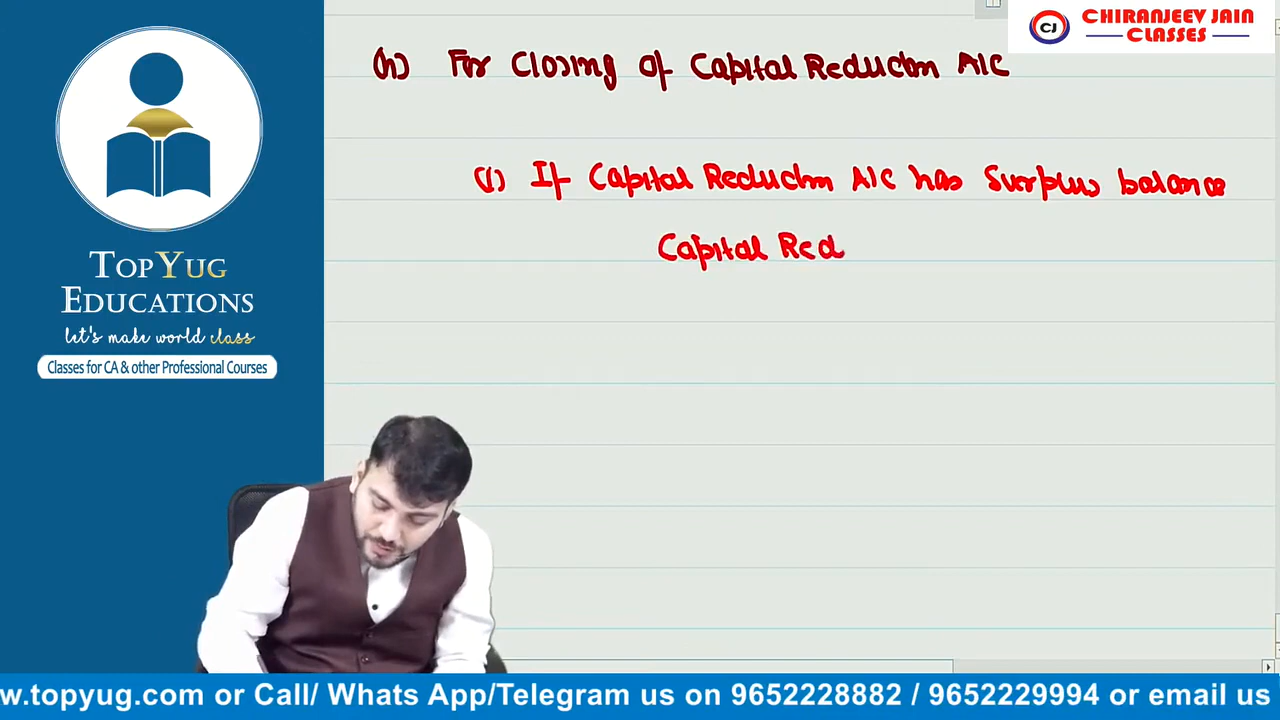 CHIRANJEEV JAIN
CJ
CLASSES
(h) For Closing of Capital Reduction A/C
(i) If Capital Reduction A/C has Surplus balance
Capital Red
TOPYUG
EDUCATIONS
let's make world class
Classes for CA & other Professional Courses
w.topyug.com or Call/ Whats App/Telegram us on 9652228882 / 9652229994 or email us